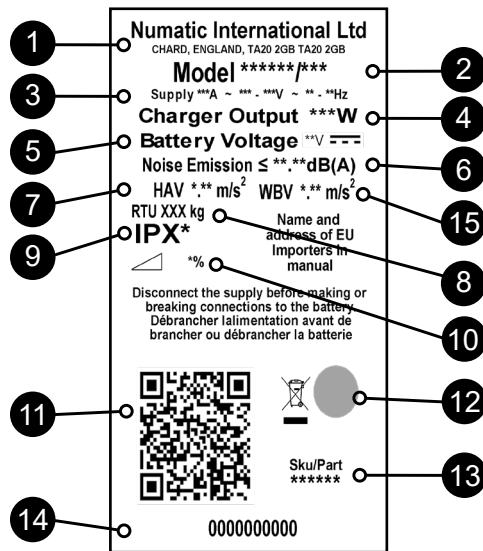 Numatic International Ltd
CHARD, ENGLAND, TA20 2GB TA20 2GB
1
Model ******/***
2
Supply ***A ~ *** - ***V ~ ** - **Hz
3
Charger Output ***W
4
Battery Voltage **V
5
Noise Emission ≤ **.**dB(A)
6
HAV *.** m/s² WBV *.** m/s²
7
15
RTU XXX kg
8
IPX*
9
Name and
address of EU
Importers in
manual
*%
10
Disconnect the supply before making or
breaking connections to the battery.
Débrancher lalimentation avant de
brancher ou débrancher la batterie
11
12
Sku/Part
******
13
14
0000000000